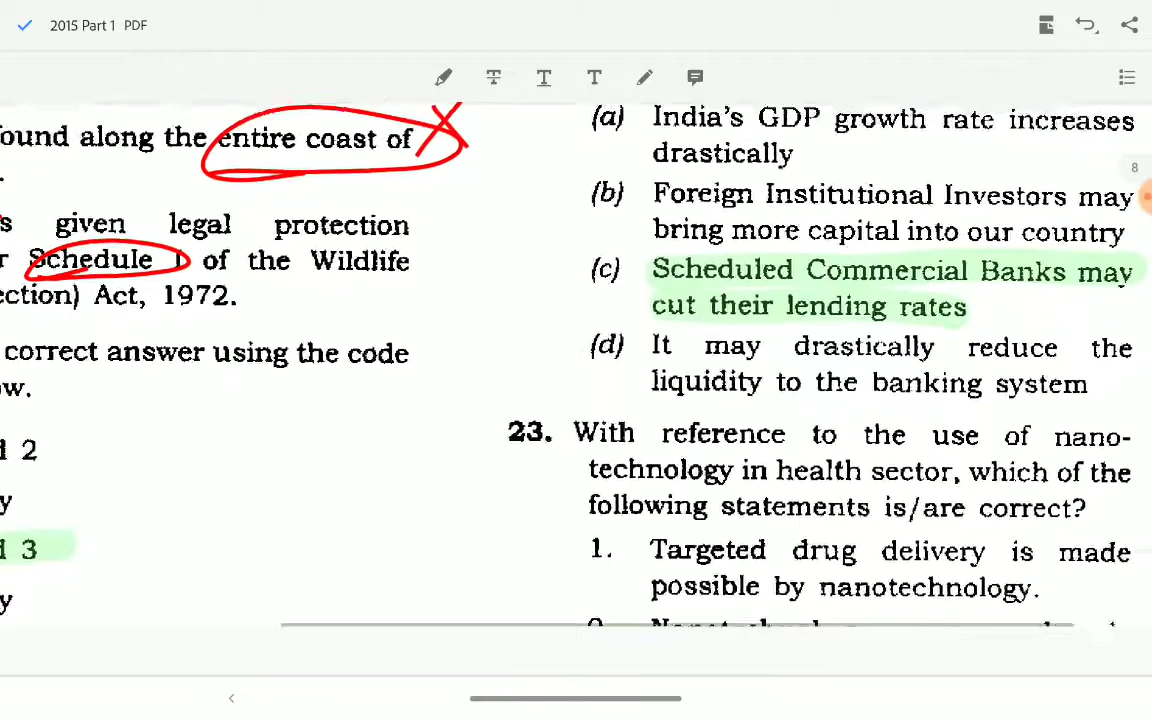 2015 Part 1 PDF
ound along the entire coast of
s given legal protection
r Schedule I of the Wildlife
ection) Act, 1972.
correct answer using the code
ow.
d 2
y
d 3
y
(a) India's GDP growth rate increases
drastically
(b) Foreign Institutional Investors may
bring more capital into our country
(c) Scheduled Commercial Banks may
cut their lending rates
(d) It may drastically reduce the
liquidity to the banking system
23. With reference to the use of nano-
technology in health sector, which of the
following statements is/are correct?
1. Targeted drug delivery is made
possible by nanotechnology.
8